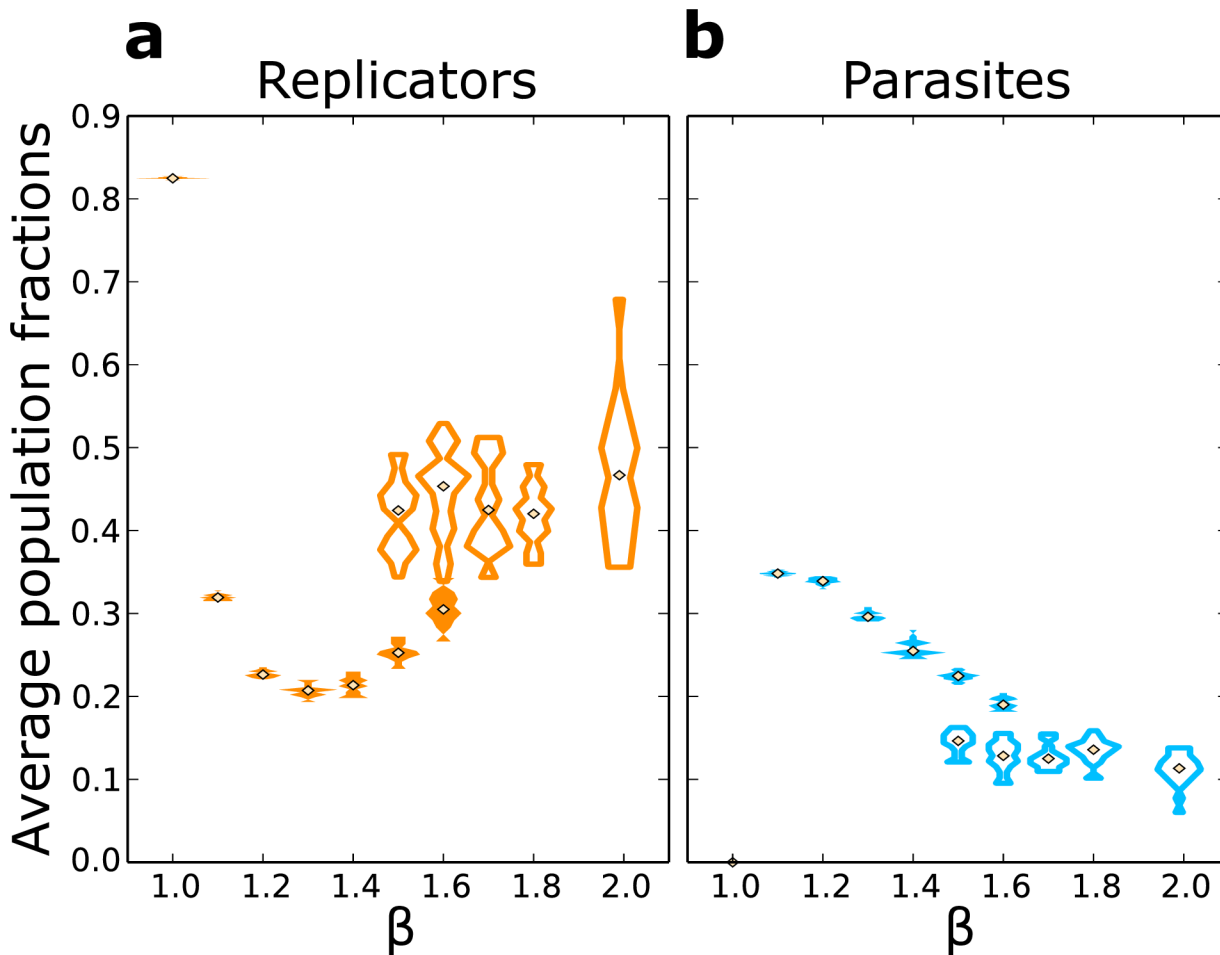 a
b
Replicators
Parasites
Average population fractions
0.9
0.8
0.7
0.6
0.5
0.4
0.3
0.2
0.1
0.0
1.0 1.2 1.4 1.6 1.8 2.0
1.0 1.2 1.4 1.6 1.8 2.0
β
β